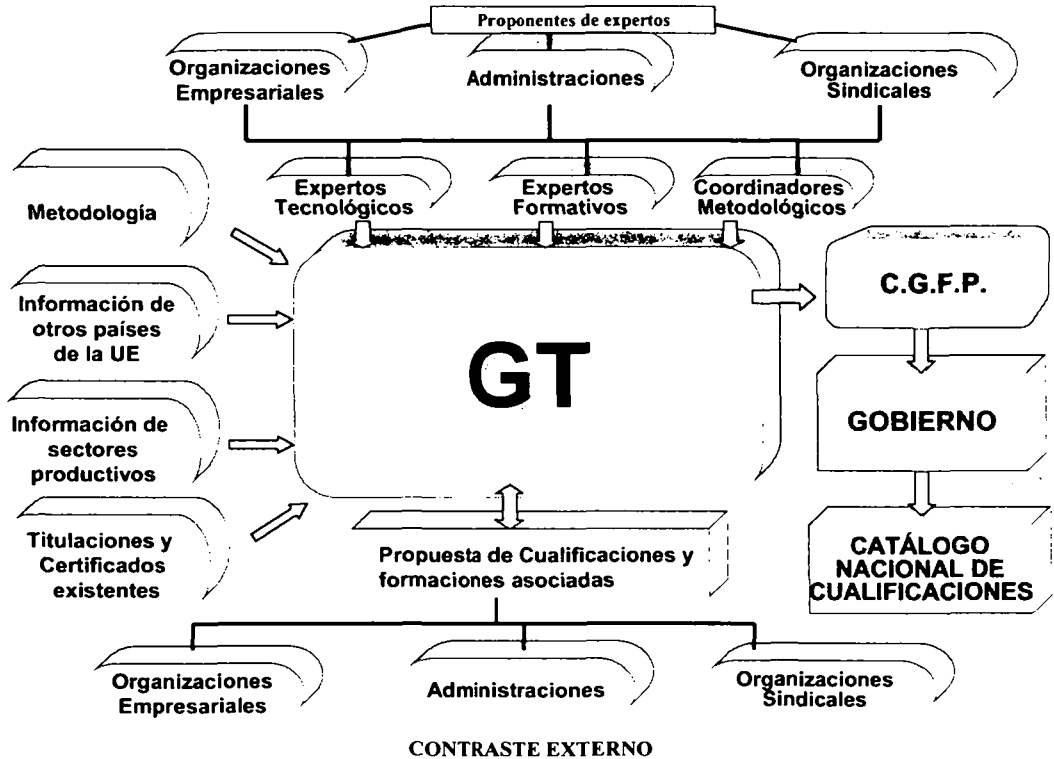 Proponentes de expertos
Organizaciones
Empresariales
Administraciones
Organizaciones
Sindicales
Expertos
Tecnológicos
Expertos
Formativos
Coordinadores
Metodológicos
Metodología
Información de
otros países
de la UE
Información de
sectores
productivos
Titulaciones y
Certificados
existentes
GT
C.G.F.P.
GOBIERNO
CATÁLOGO
NACIONAL DE
CUALIFICACIONES
Propuesta de Cualificaciones y
formaciones asociadas
Organizaciones
Empresariales
Administraciones
Organizaciones
Sindicales
CONTRASTE EXTERNO